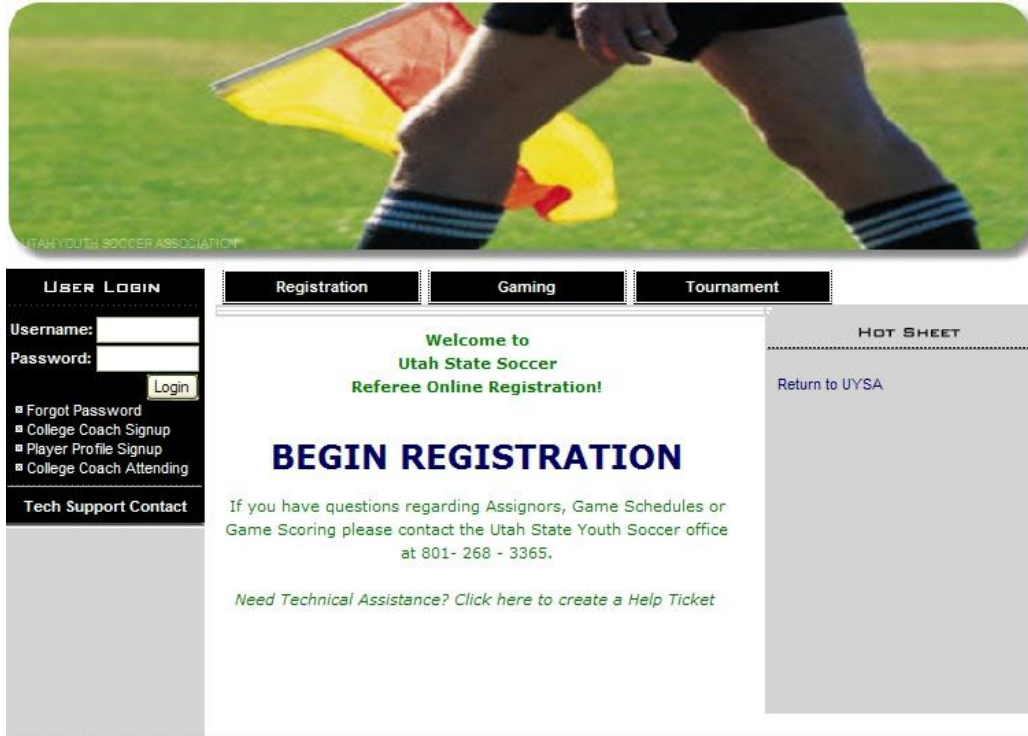 UTAH YOUTH SOCCER ASSOCIATION
USER LOGIN
Username:
Password:
Login
Forgot Password
College Coach Signup
Player Profile Signup
College Coach Attending
Tech Support Contact
Registration
Gaming
Tournament
Welcome to
Utah State Soccer
Referee Online Registration!
BEGIN REGISTRATION
If you have questions regarding Assignors, Game Schedules or
Game Scoring please contact the Utah State Youth Soccer office
at 801- 268 - 3365.
Need Technical Assistance? Click here to create a Help Ticket
HOT SHEET
Return to UYSA